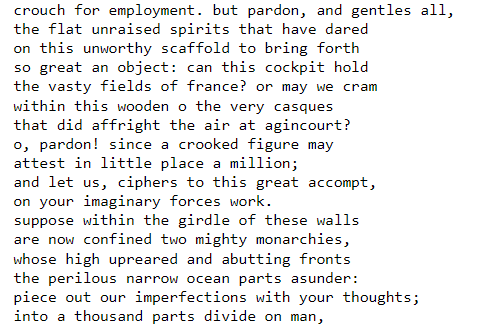 crouch for employment. but pardon, and gentles all,
the flat unraised spirits that have dared
on this unworthy scaffold to bring forth
so great an object: can this cockpit hold
the vasty fields of france? or may we cram
within this wooden o the very casques
that did affright the air at agincourt?
o, pardon! since a crooked figure may
attest in little place a million;
and let us, ciphers to this great accompt,
on your imaginary forces work.
suppose within the girdle of these walls
are now confined two mighty monarchies,
whose high upreared and abutting fronts
the perilous narrow ocean parts asunder:
piece out our imperfections with your thoughts;
into a thousand parts divide on man,